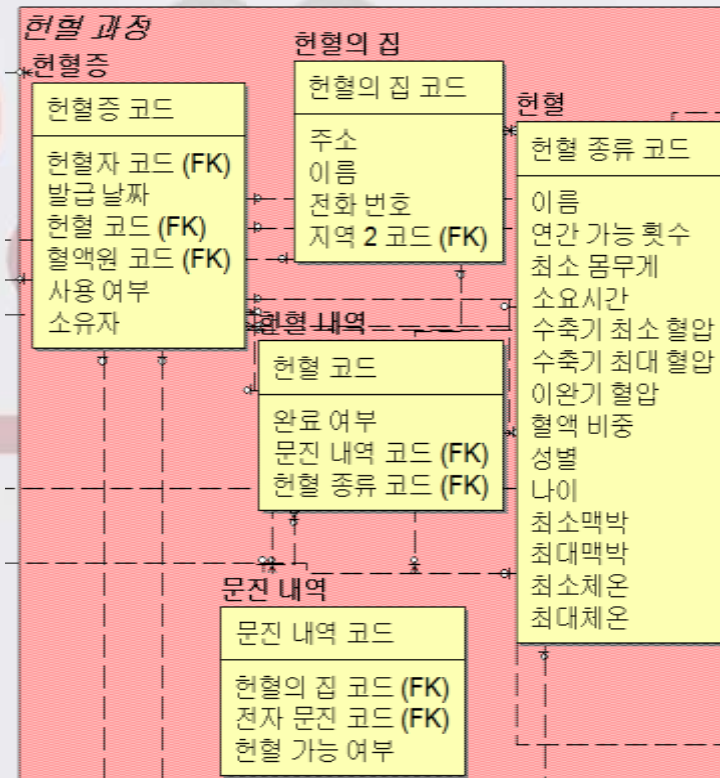 헌혈 과정
헌혈증
헌혈증 코드
헌혈자 코드 (FK)
발급 날짜
헌혈 코드 (FK)
혈액원 코드 (FK)
사용 여부
소유자
헌혈의 집
헌혈의 집 코드
주소
이름
전화 번호
지역 2 코드 (FK)
헌혈
헌혈 종류 코드
이름
연간 가능 횟수
최소 몸무게
소요시간
수축기 최소 혈압
수축기 최대 혈압
이완기 혈압
혈액 비중
성별
나이
최소맥박
최대맥박
최소체온
최대체온
헌혈 내역
헌혈 코드
완료 여부
문진 내역 코드 (FK)
헌혈 종류 코드 (FK)
문진 내역
문진 내역 코드
헌혈의 집 코드 (FK)
전자 문진 코드 (FK)
헌혈 가능 여부